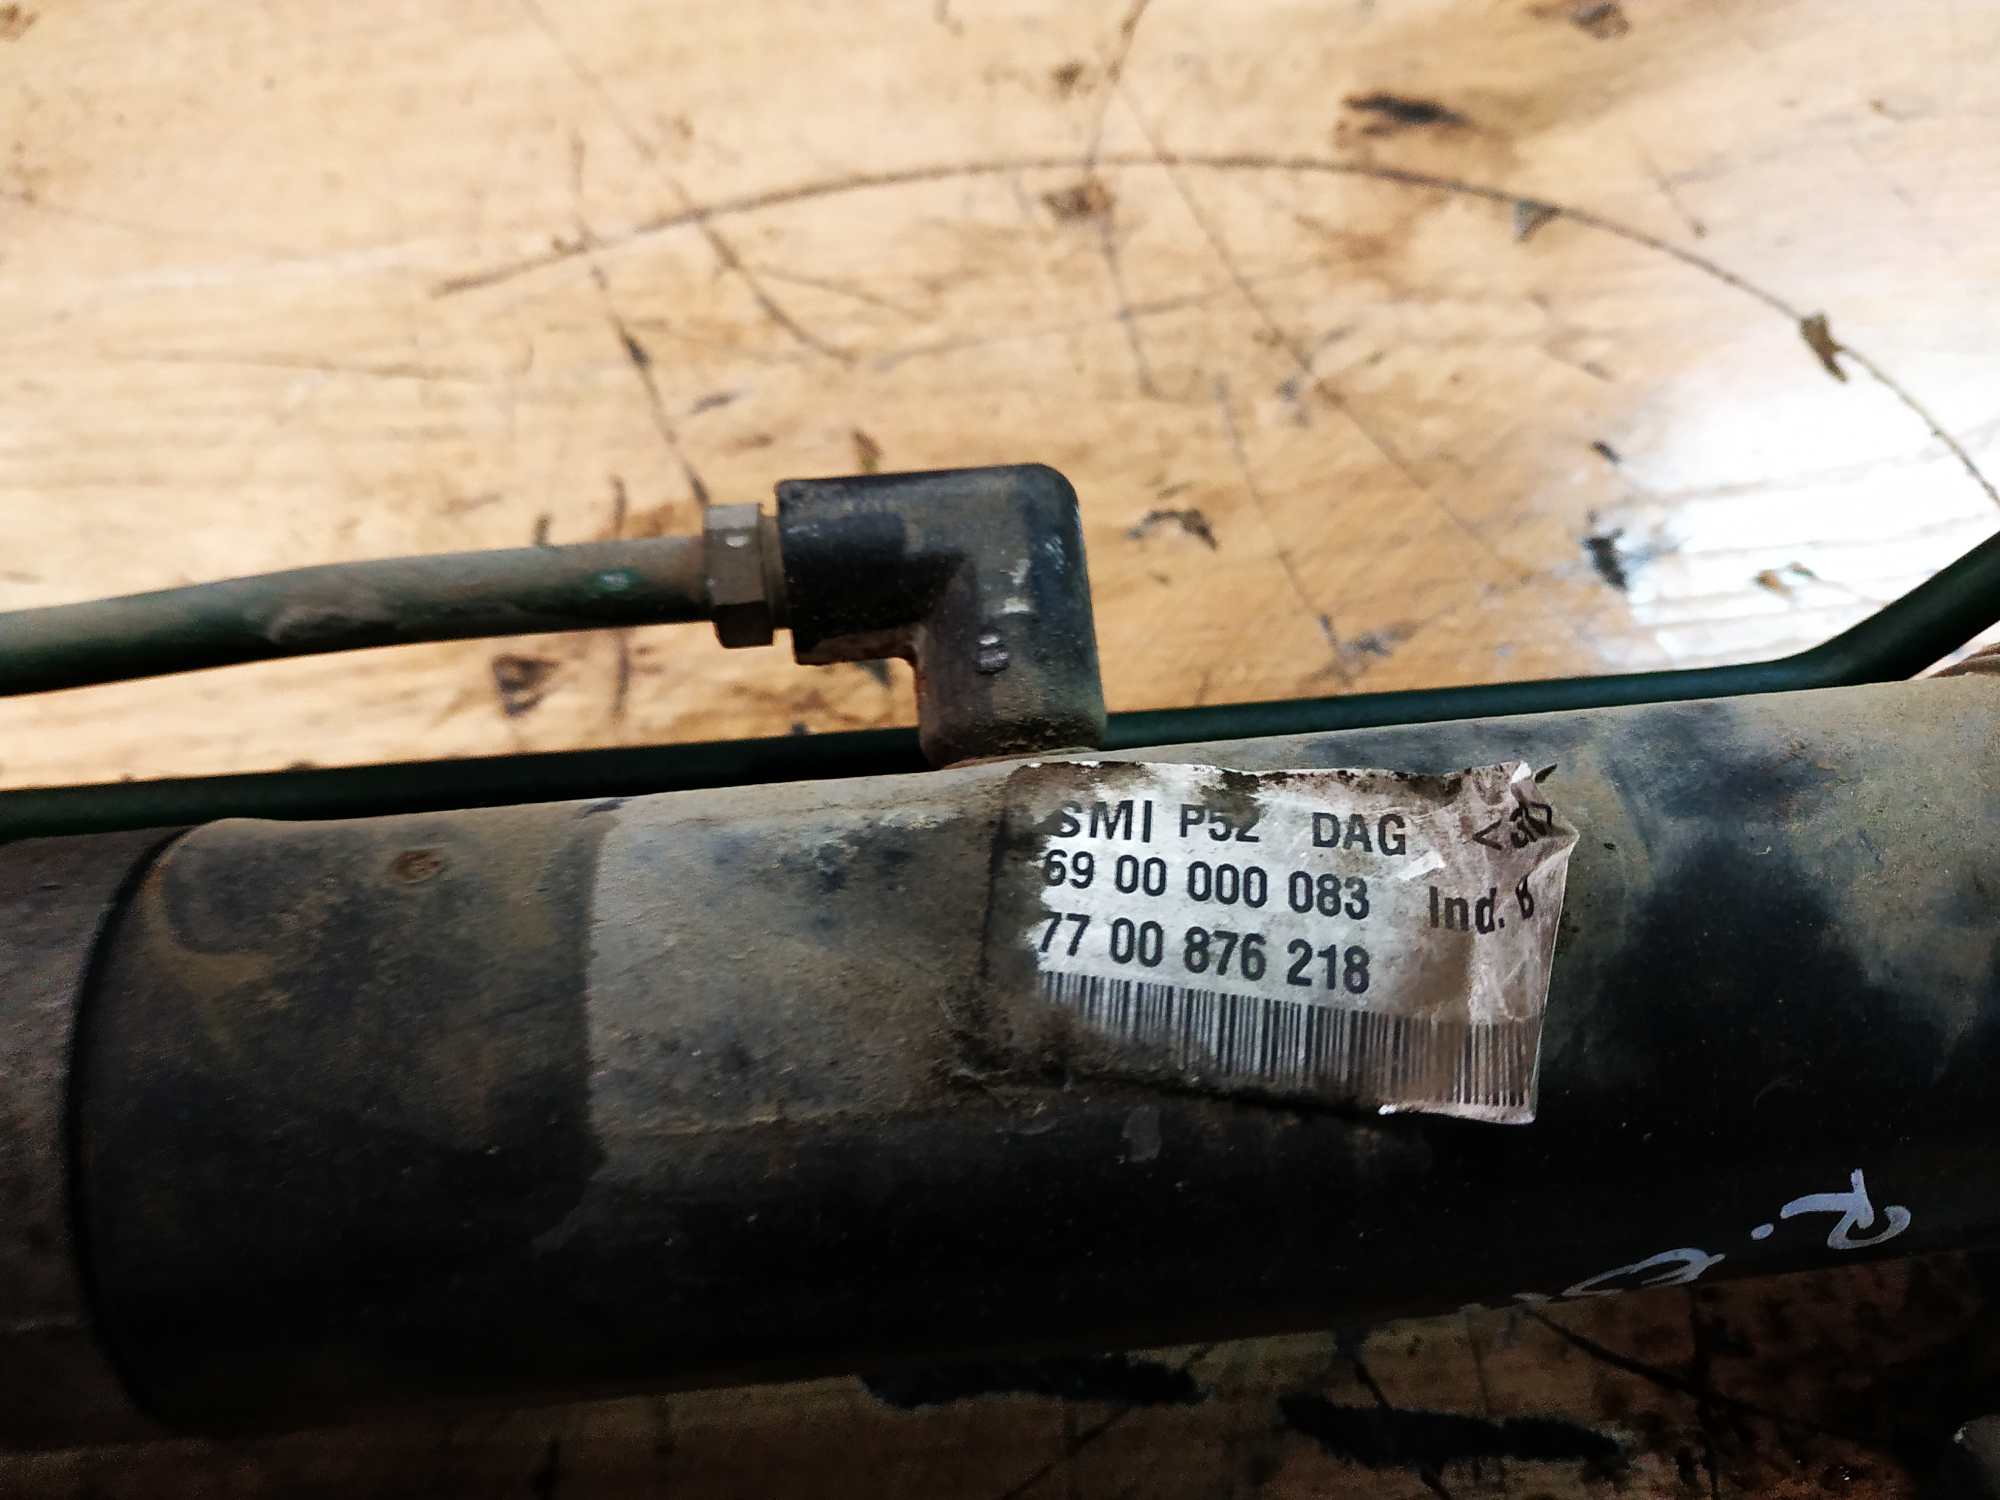 SMI P52 DAG
69 00 000 083 Ind. B
77 00 876 218